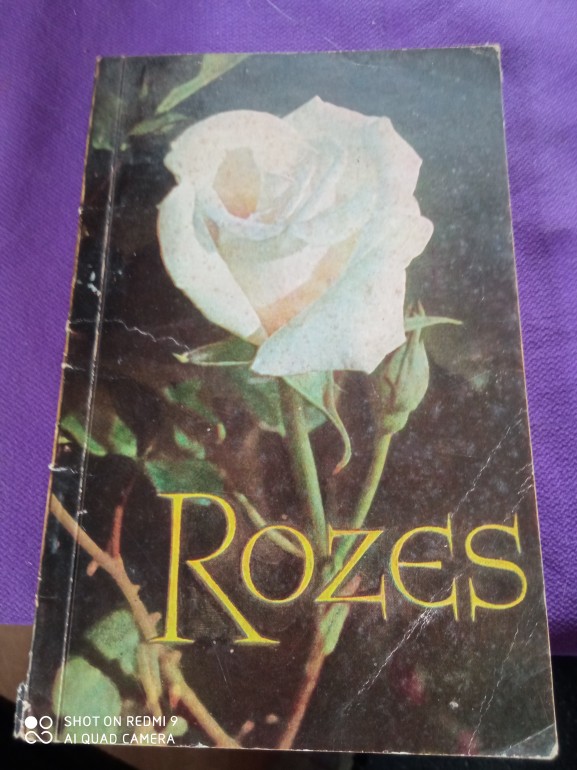 ROZES
SHOT ON REDMI 9
AI QUAD CAMERA